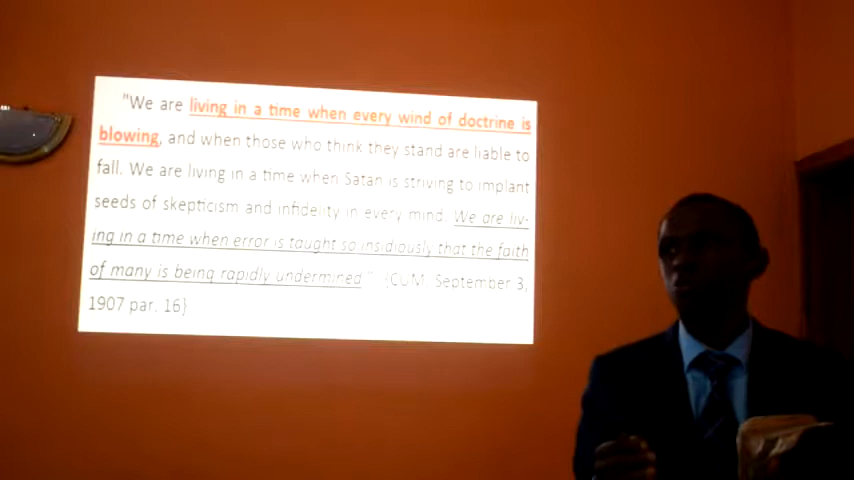 "We are living in a time when every wind of doctrine is
blowing, and when those who think they stand are liable to
fall. We are living in a time when Satan is striving to implant
seeds of skepticism and infidelity in every mind. We are liv-
ing in a time when error is taught so insidiously that the faith
of many is being rapidly undermined" {CUM, September 3,
1907 par. 16}